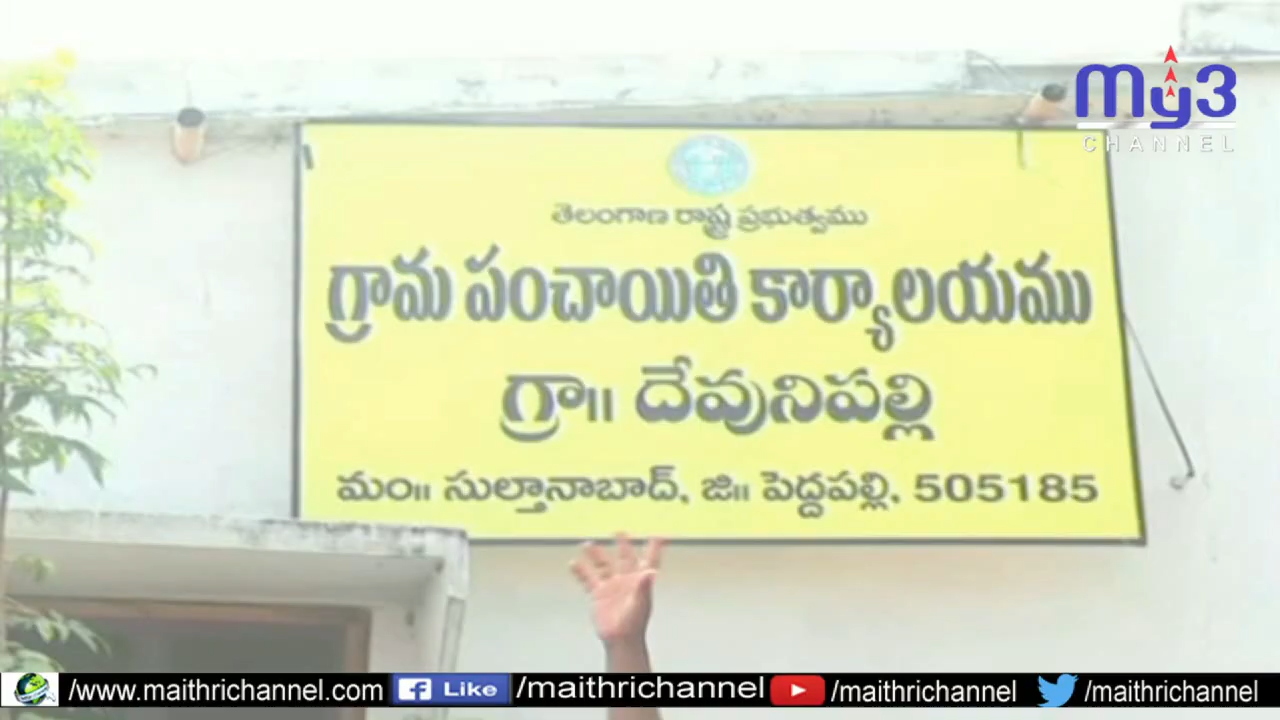 My3
CHANNEL
తెలంగాణ రాష్ట్ర ప్రభుత్వము
గ్రామ పంచాయితి కార్యాలయము
గ్రా॥ దేవునిపల్లి
మం॥ సుల్తానాబాద్, జి॥ పెద్దపల్లి, 505185
/www.maithrichannel.com Like /maithrichannel /maithrichannel /maithrichannel